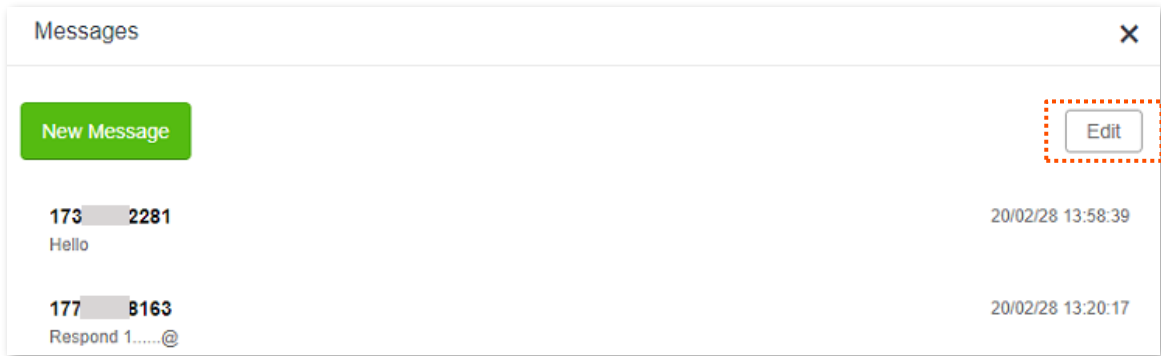 Messages
New Message
Edit
173 2281
20/02/28 13:58:39
Hello
177 8163
20/02/28 13:20:17
Respond 1......@